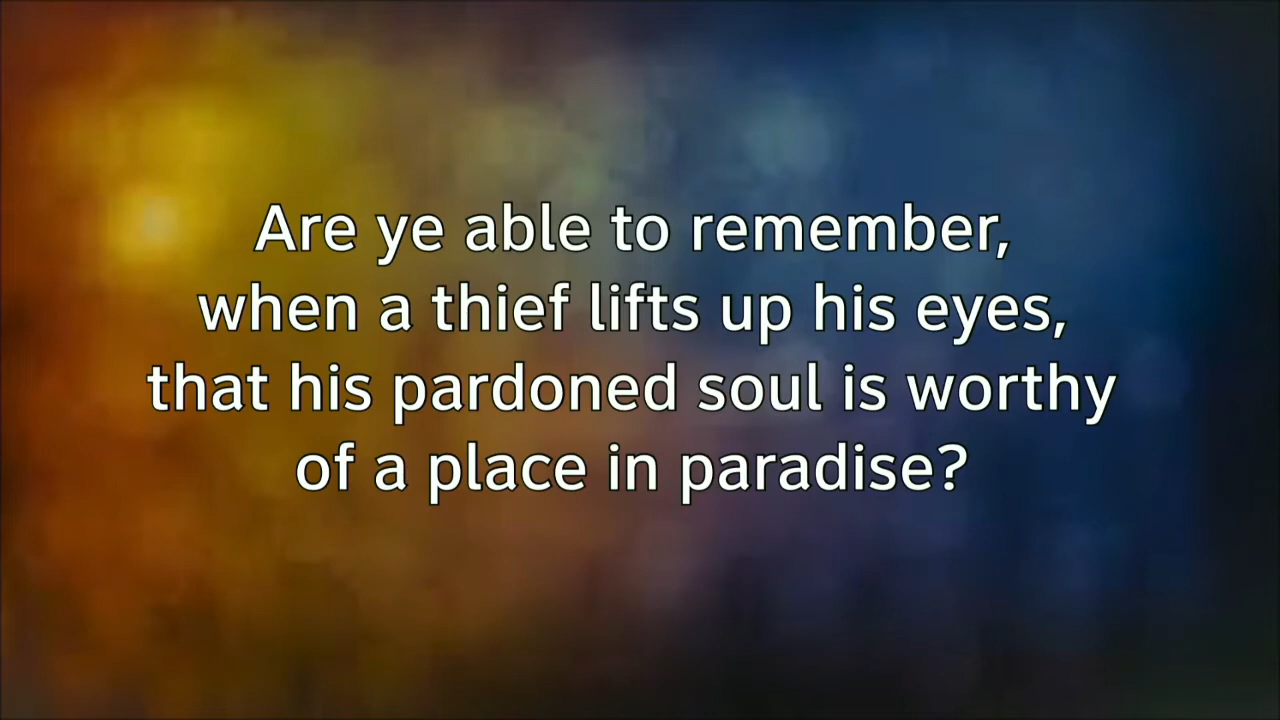 Are ye able to remember,
when a thief lifts up his eyes,
that his pardoned soul is worthy
of a place in paradise?